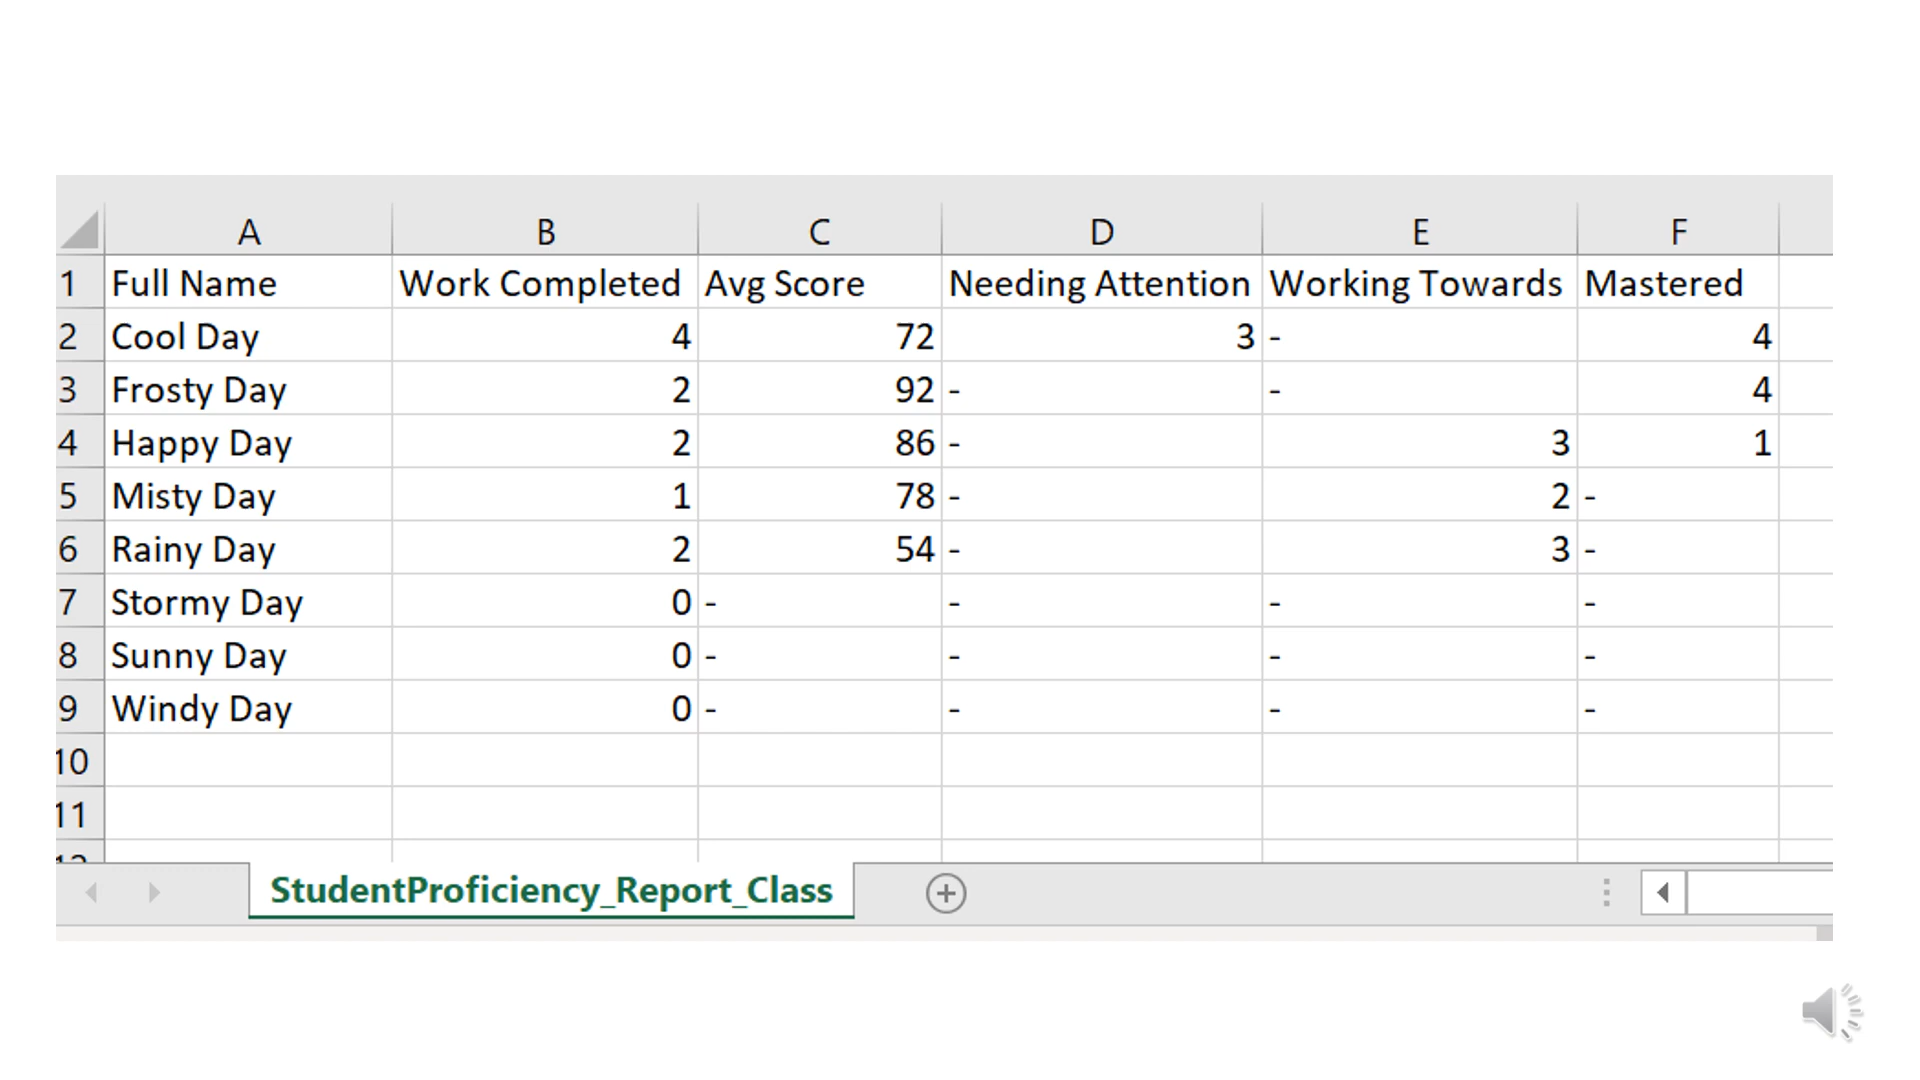 A B C D E F
1 Full Name Work Completed Avg Score Needing Attention Working Towards Mastered
2 Cool Day 4 72 3 - 4
3 Frosty Day 2 92 - - 4
4 Happy Day 2 86 - 3 1
5 Misty Day 1 78 - 2 -
6 Rainy Day 2 54 - 3 -
7 Stormy Day 0 - - - -
8 Sunny Day 0 - - - -
9 Windy Day 0 - - - -
10
11
12
StudentProficiency_Report_Class